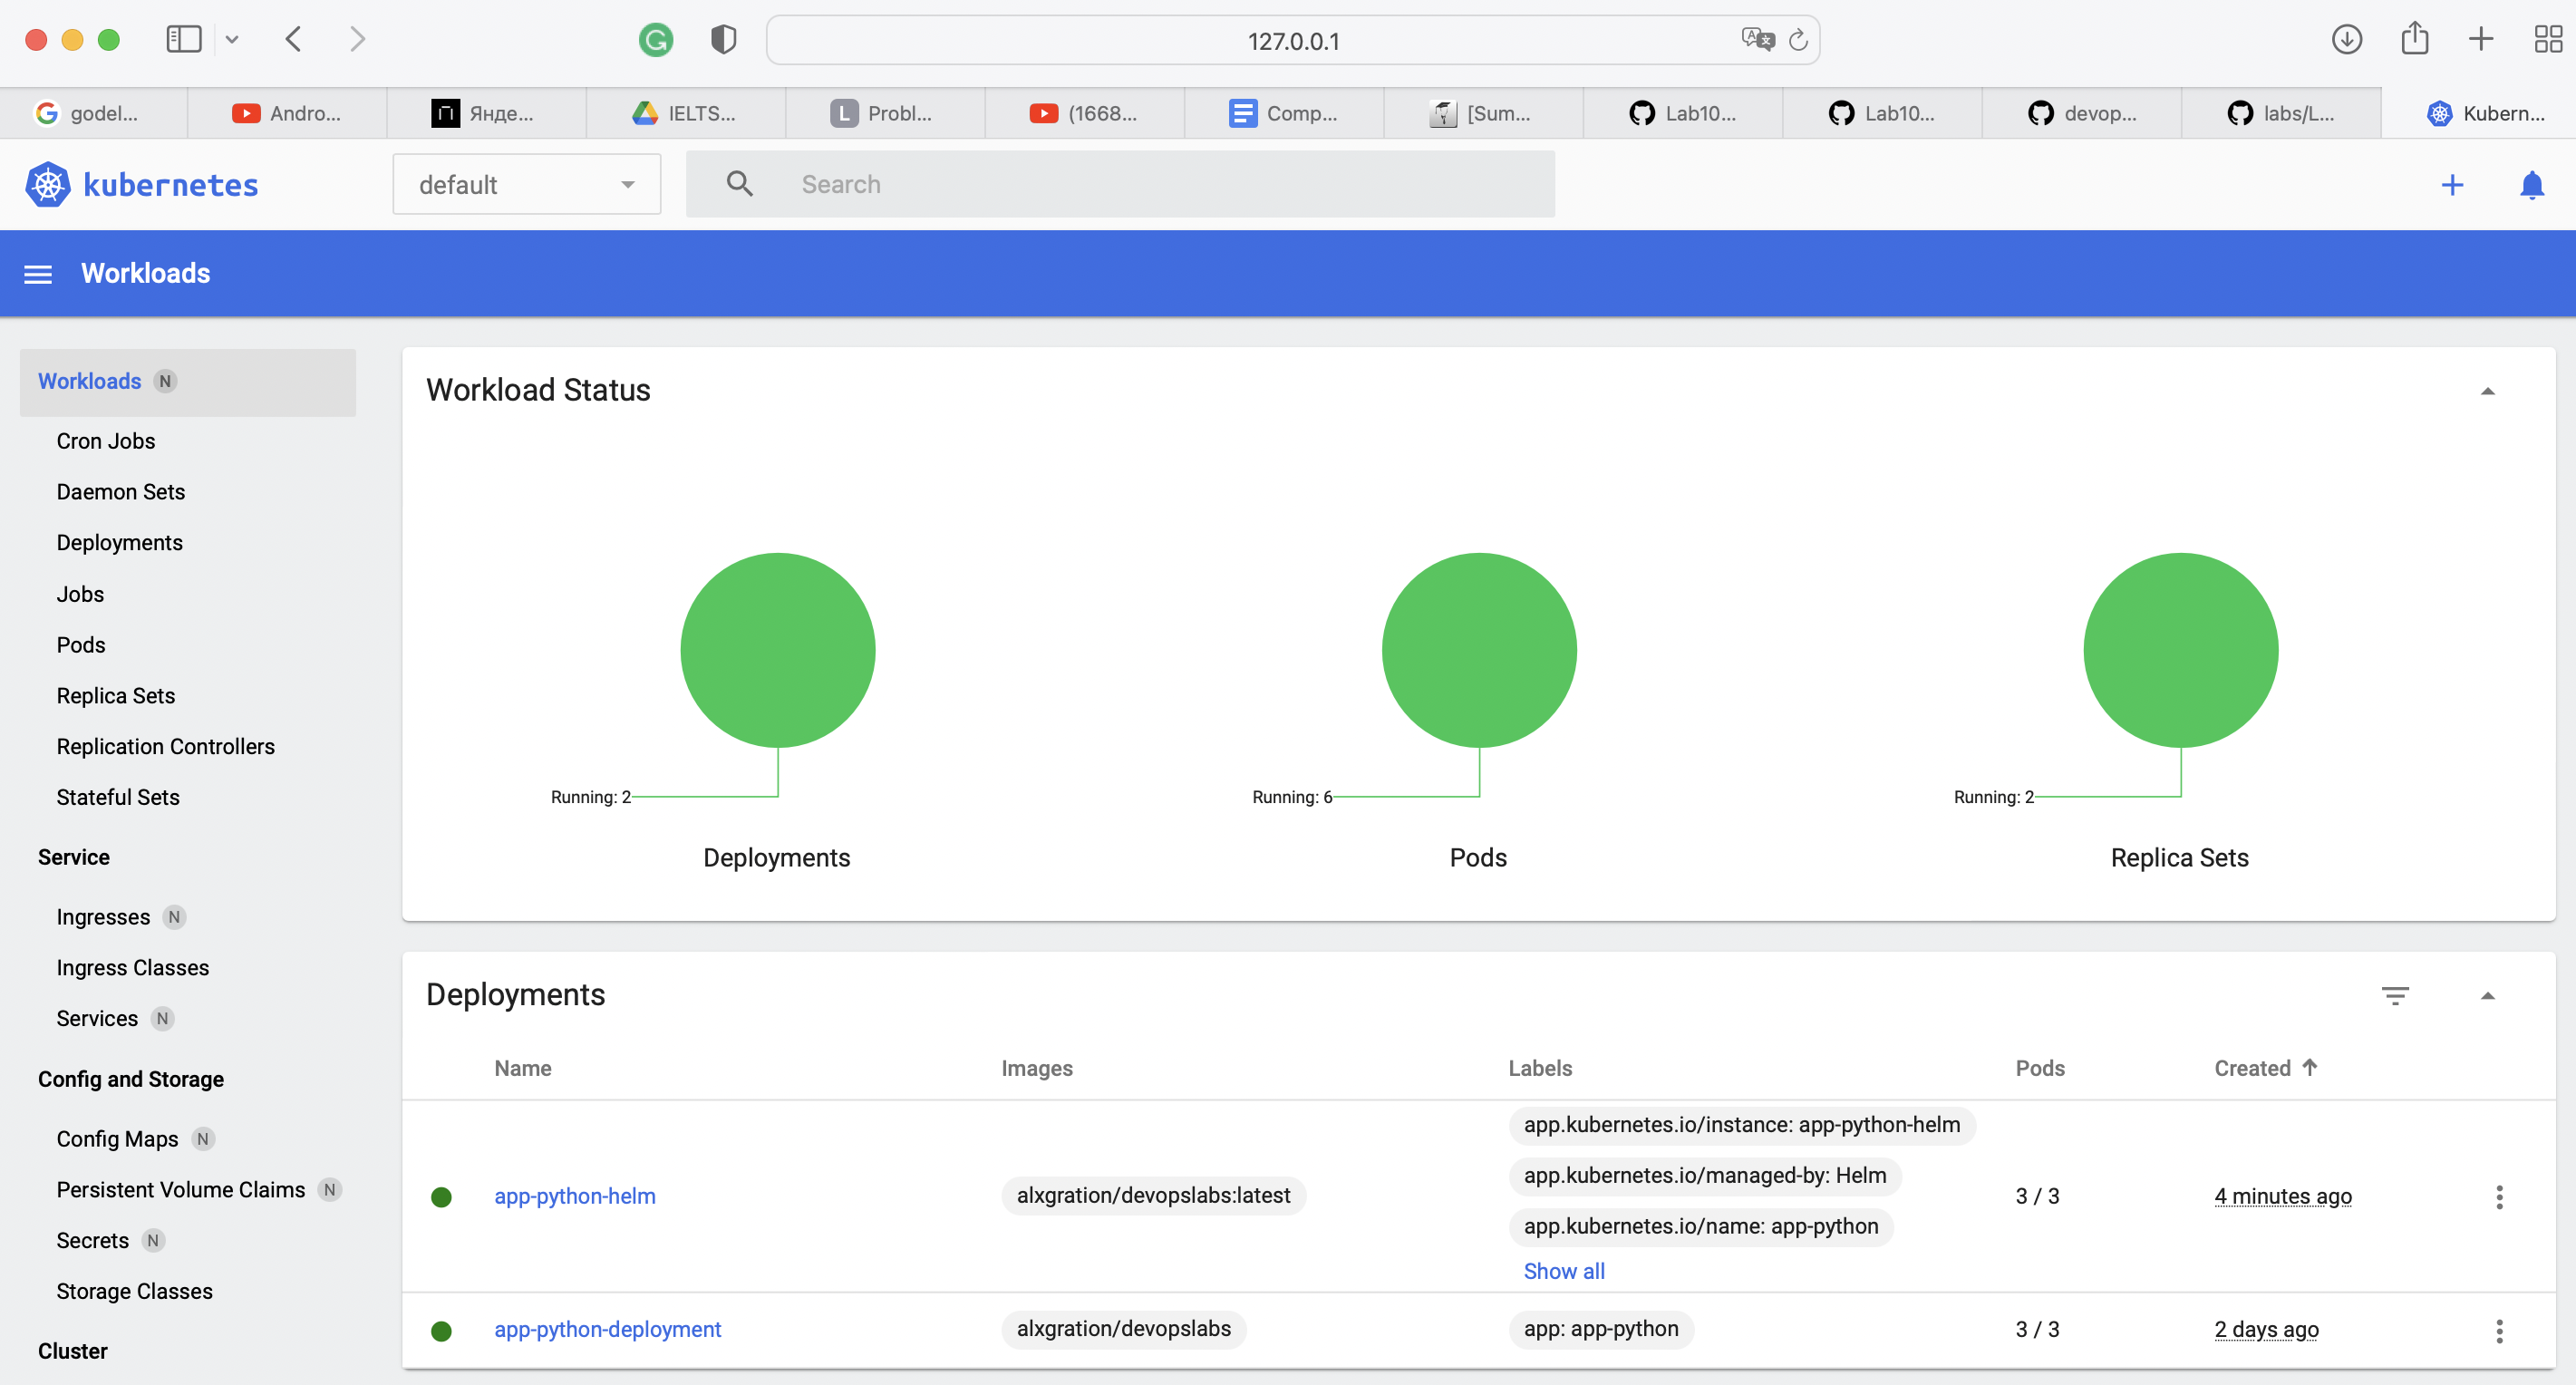 127.0.0.1
godel...
Andro...
Янде...
IELTS...
L Probl...
(1668...
Comp...
[Sum...
Lab10...
Lab10...
devop...
labs/L...
Kubern...
kubernetes
default
Search
Workloads
Workloads N
Cron Jobs
Daemon Sets
Deployments
Jobs
Pods
Replica Sets
Replication Controllers
Stateful Sets
Service
Ingresses N
Ingress Classes
Services N
Config and Storage
Config Maps N
Persistent Volume Claims N
Secrets N
Storage Classes
Cluster
Workload Status
Running: 2
Deployments
Running: 6
Pods
Running: 2
Replica Sets
Deployments
Name Images Labels Pods Created
app-python-helm
alxgration/devopslabs:latest
app.kubernetes.io/instance: app-python-helm
app.kubernetes.io/managed-by: Helm
app.kubernetes.io/name: app-python
Show all
3 / 3
4 minutes ago
app-python-deployment
alxgration/devopslabs
app: app-python
3 / 3
2 days ago